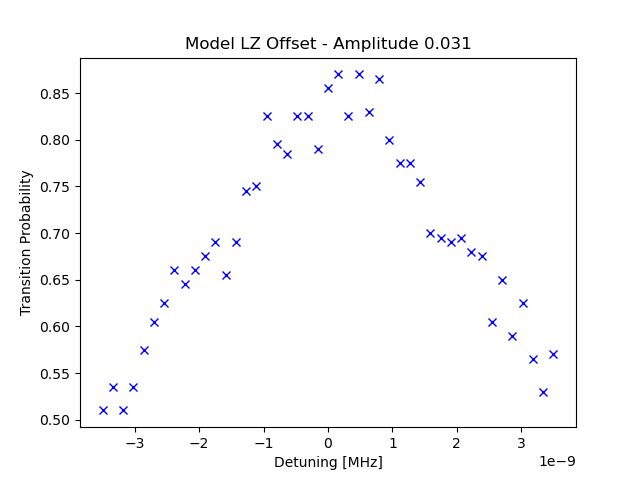 Model LZ Offset - Amplitude 0.031
Transition Probability
0.85
0.80
0.75
0.70
0.65
0.60
0.55
0.50
−3 −2 −1 0 1 2 3
1e−9
Detuning [MHz]